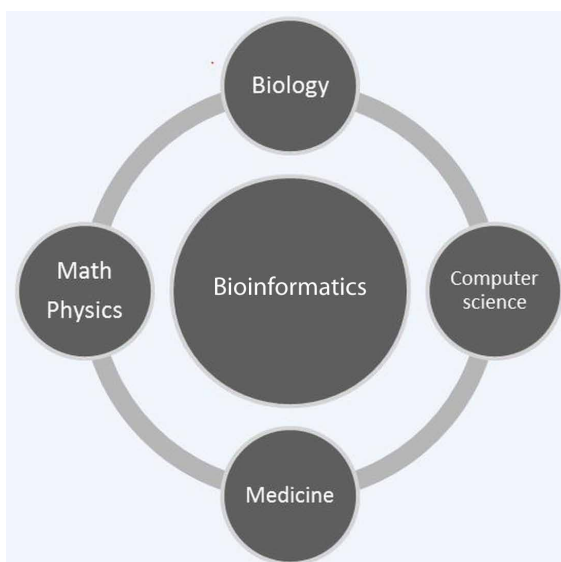 Biology
Math
Physics
Bioinformatics
Computer
science
Medicine